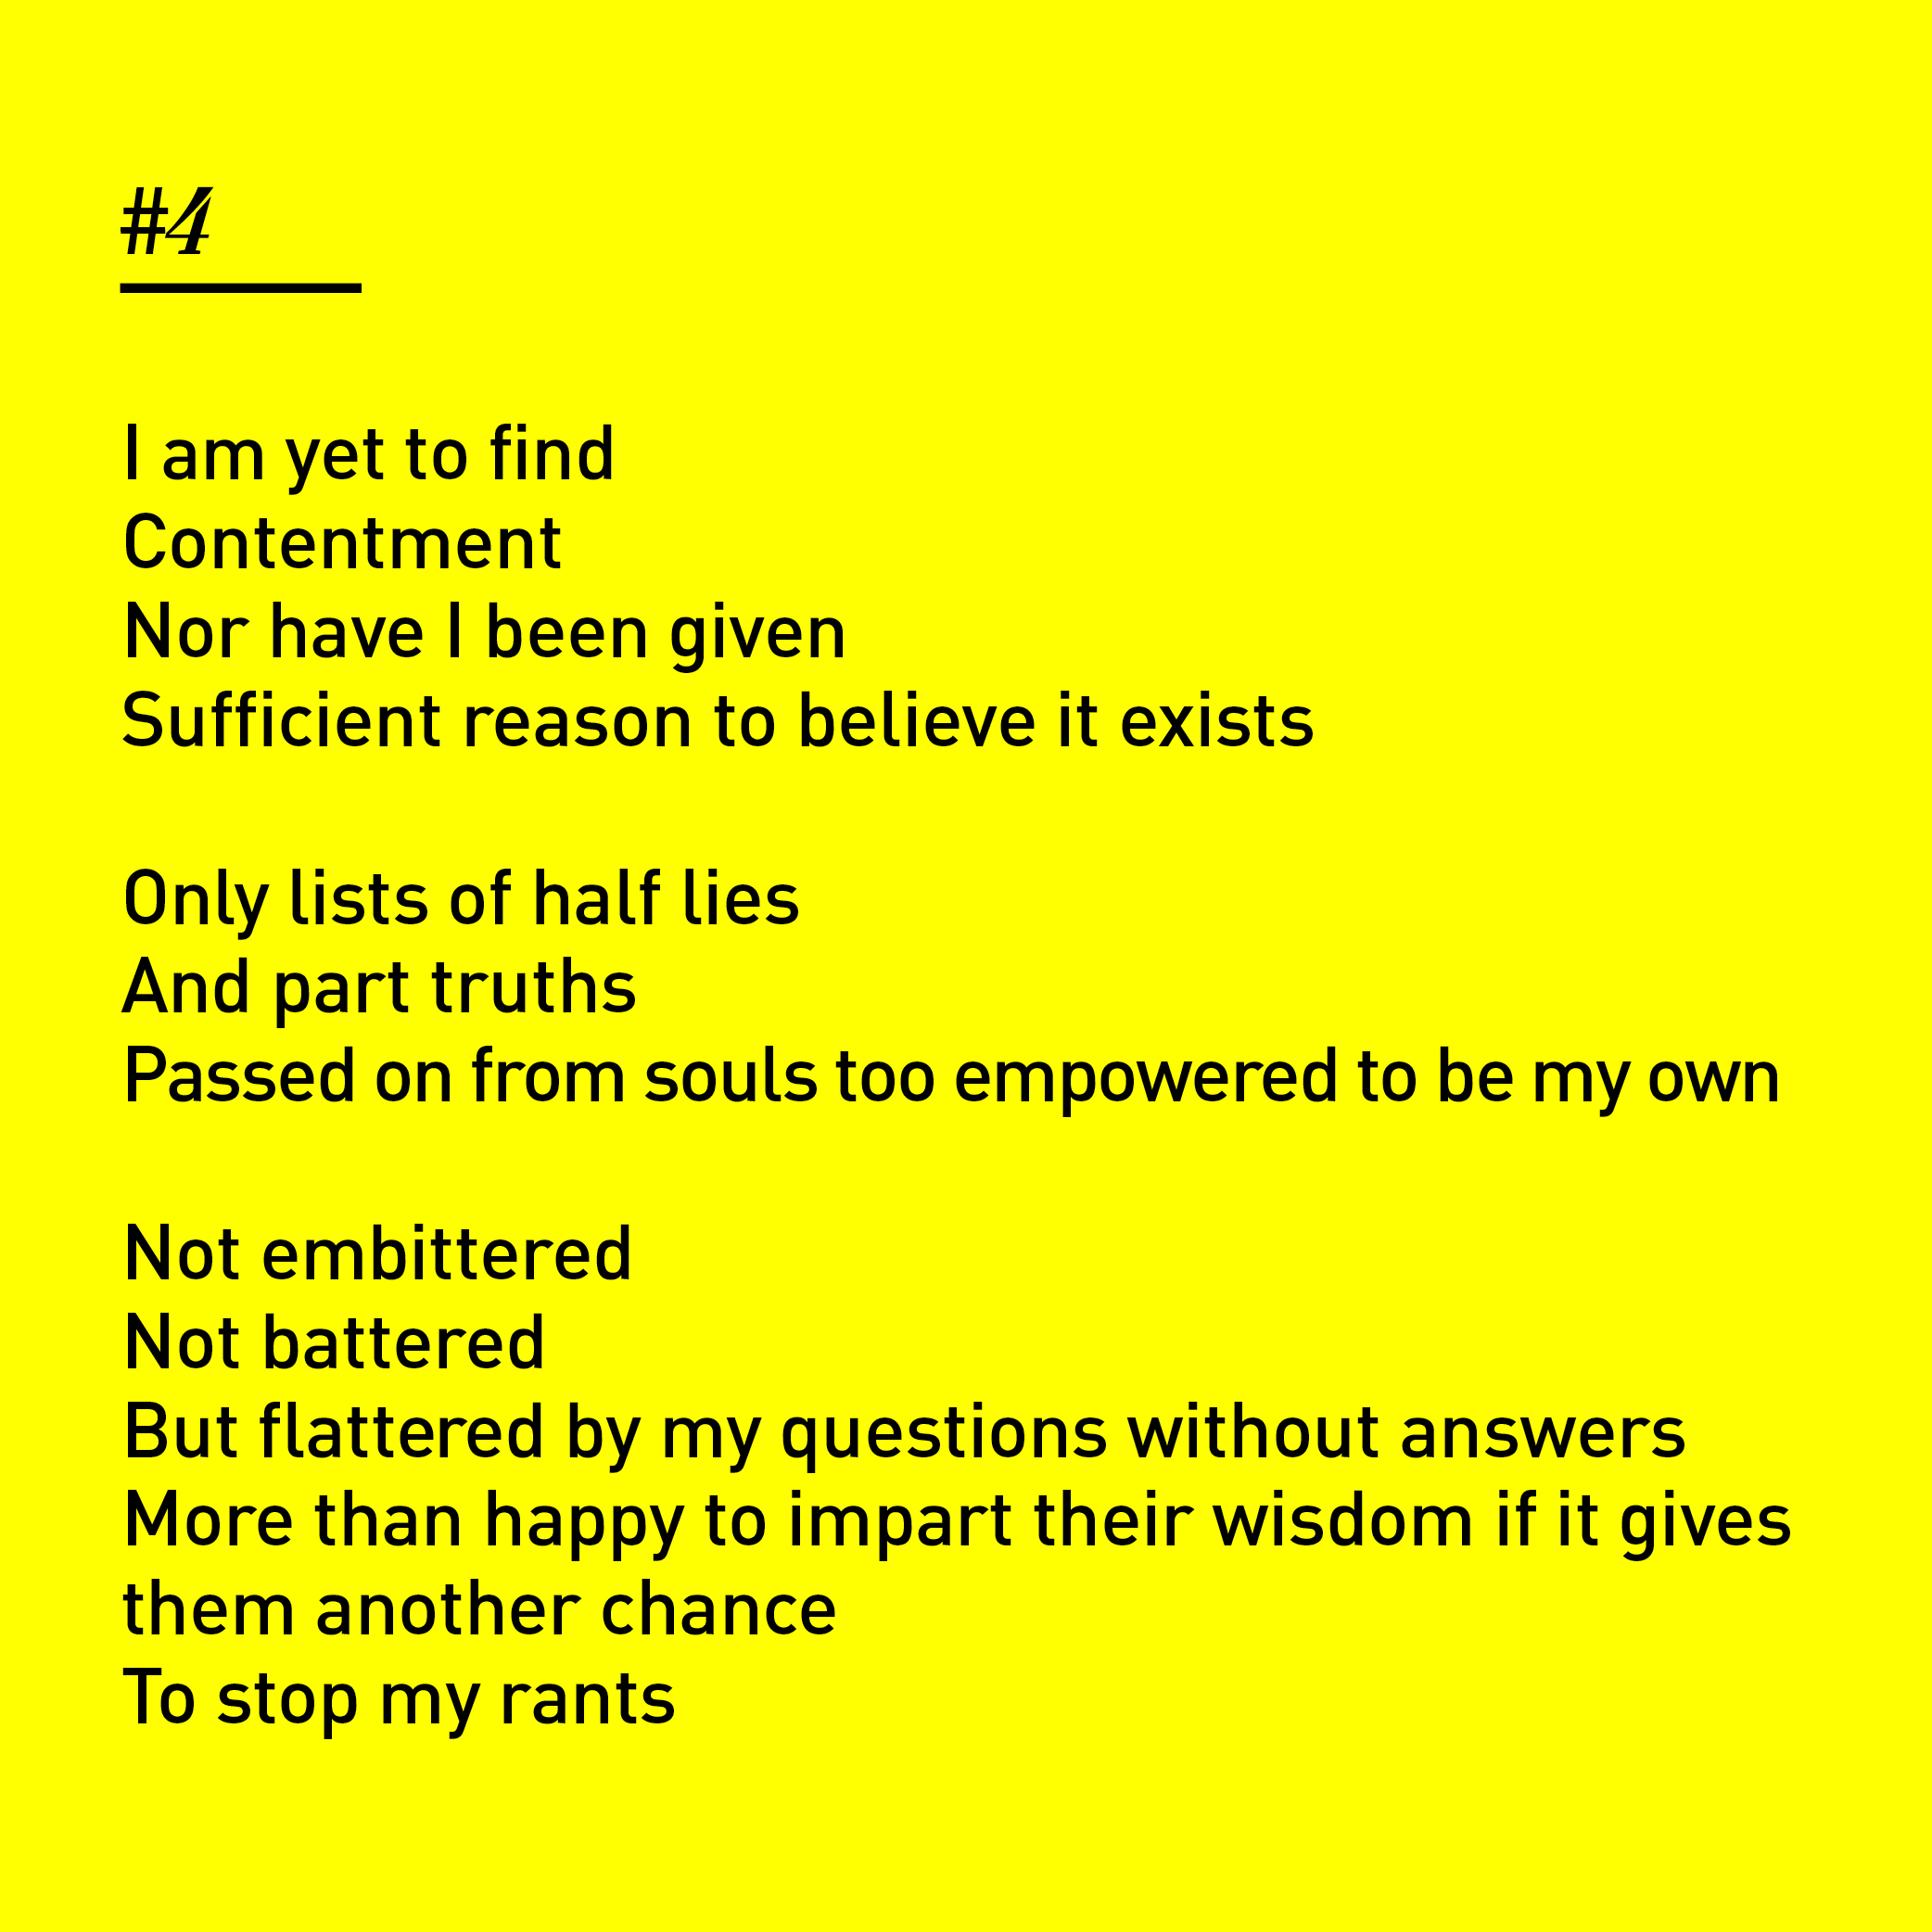 #4
I am yet to find
Contentment
Nor have I been given
Sufficient reason to believe it exists
Only lists of half lies
And part truths
Passed on from souls too empowered to be my own
Not embittered
Not battered
But flattered by my questions without answers
More than happy to impart their wisdom if it gives
them another chance
To stop my rants